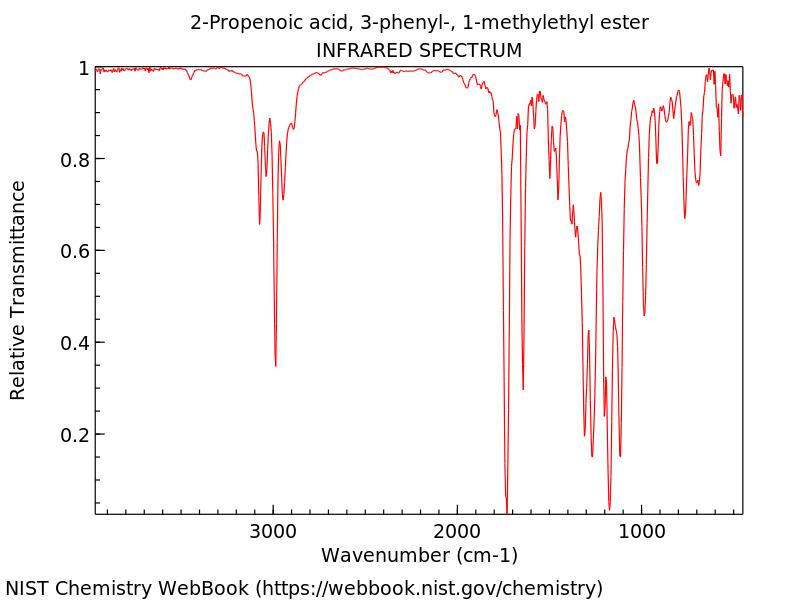 2-Propenoic acid, 3-phenyl-, 1-methylethyl ester
INFRARED SPECTRUM
1
0.8
0.6
0.4
0.2
Relative Transmittance
3000 2000 1000
Wavenumber (cm-1)
NIST Chemistry WebBook (https://webbook.nist.gov/chemistry)